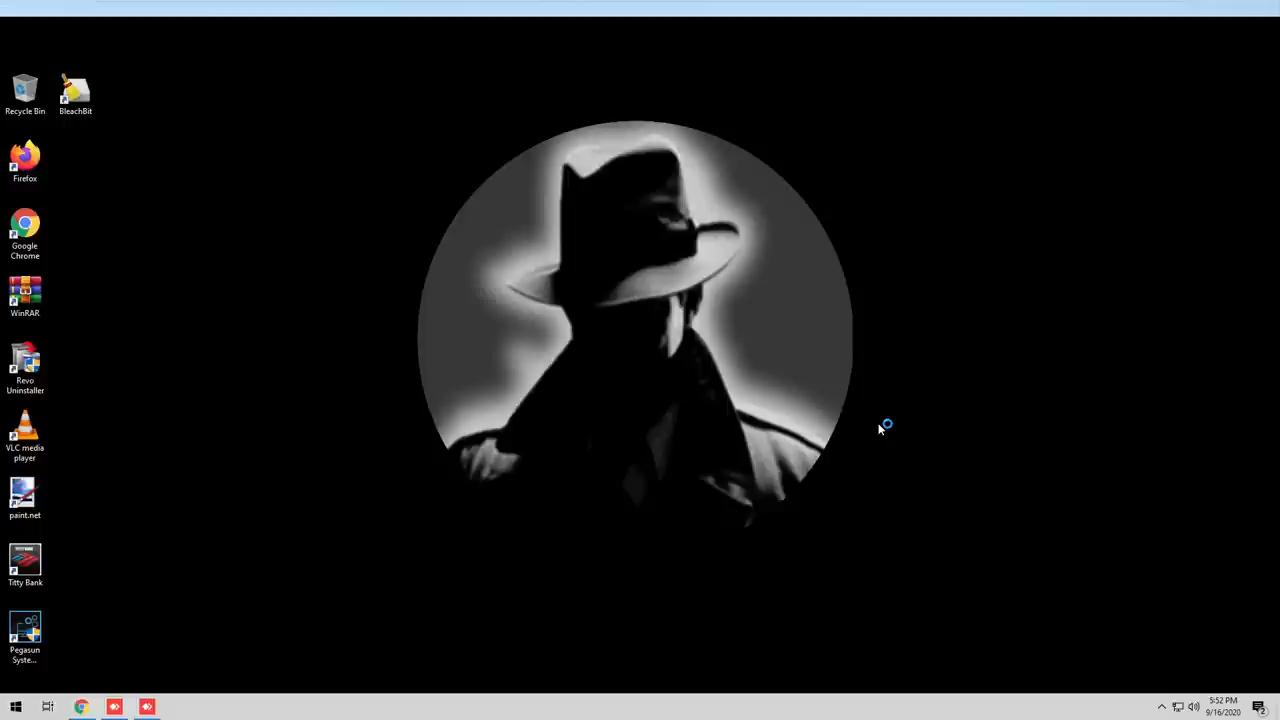 Recycle Bin
BleachBit
Firefox
Google
Chrome
WinRAR
Revo
Uninstaller
VLC media
player
paint.net
Titty Bank
Pegasun
Syste...
5:52 PM
9/16/2020
2